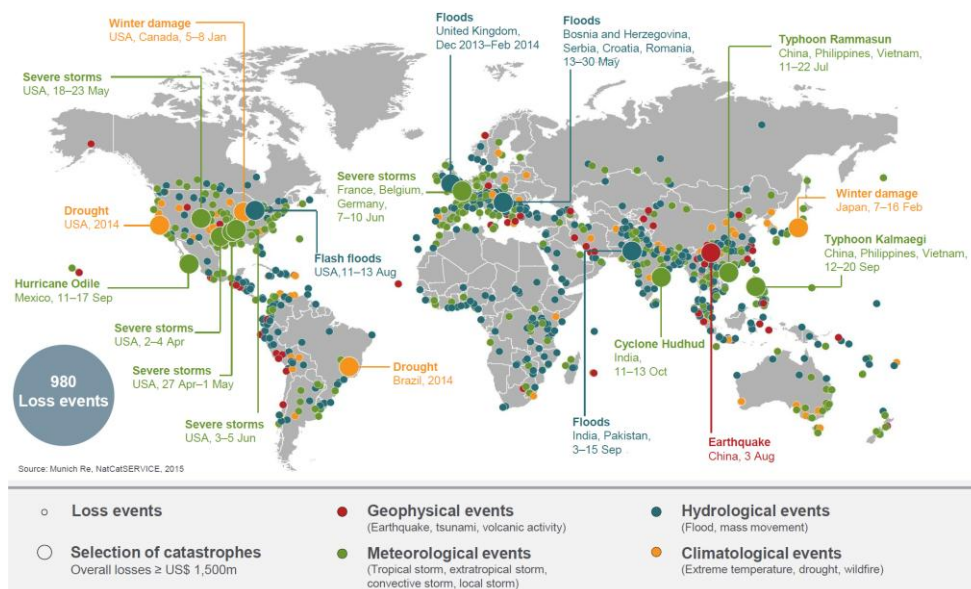 Winter damage
USA, Canada, 5–8 Jan
Floods
United Kingdom,
Dec 2013–Feb 2014
Floods
Bosnia and Herzegovina,
Serbia, Croatia, Romania,
13–30 May
Typhoon Rammasun
China, Philippines, Vietnam,
11–22 Jul
Severe storms
USA, 18–23 May
Severe storms
France, Belgium,
Germany,
7–10 Jun
Winter damage
Japan, 7–16 Feb
Drought
USA, 2014
Typhoon Kalmaegi
China, Philippines, Vietnam,
12–20 Sep
Flash floods
USA, 11–13 Aug
Hurricane Odile
Mexico, 11–17 Sep
Severe storms
USA, 2–4 Apr
Cyclone Hudhud
India,
11–13 Oct
Severe storms
USA, 27 Apr–1 May
Drought
Brazil, 2014
980
Loss events
Severe storms
USA, 3–5 Jun
Floods
India, Pakistan,
3–15 Sep
Earthquake
China, 3 Aug
Source: Munich Re, NatCatSERVICE, 2015
Loss events
Selection of catastrophes
Overall losses ≥ US$ 1,500m
Geophysical events
(Earthquake, tsunami, volcanic activity)
Meteorological events
(Tropical storm, extratropical storm,
convective storm, local storm)
Hydrological events
(Flood, mass movement)
Climatological events
(Extreme temperature, drought, wildfire)